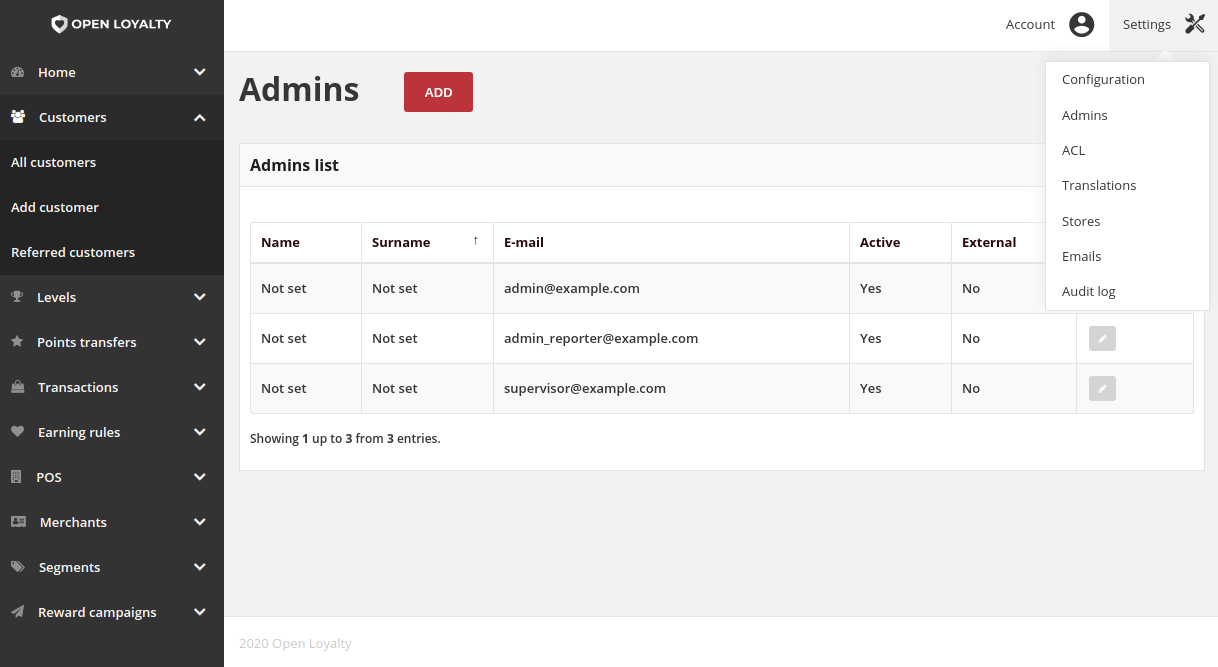 OPEN LOYALTY
Account
Settings
Home
Customers
All customers
Add customer
Referred customers
Levels
Points transfers
Transactions
Earning rules
POS
Merchants
Segments
Reward campaigns
Admins
ADD
Configuration
Admins
ACL
Translations
Stores
Emails
Audit log
Admins list
Name Surname ↑ E-mail Active External
Not set Not set admin@example.com Yes No
Not set Not set admin_reporter@example.com Yes No
Not set Not set supervisor@example.com Yes No
Showing 1 up to 3 from 3 entries.
2020 Open Loyalty